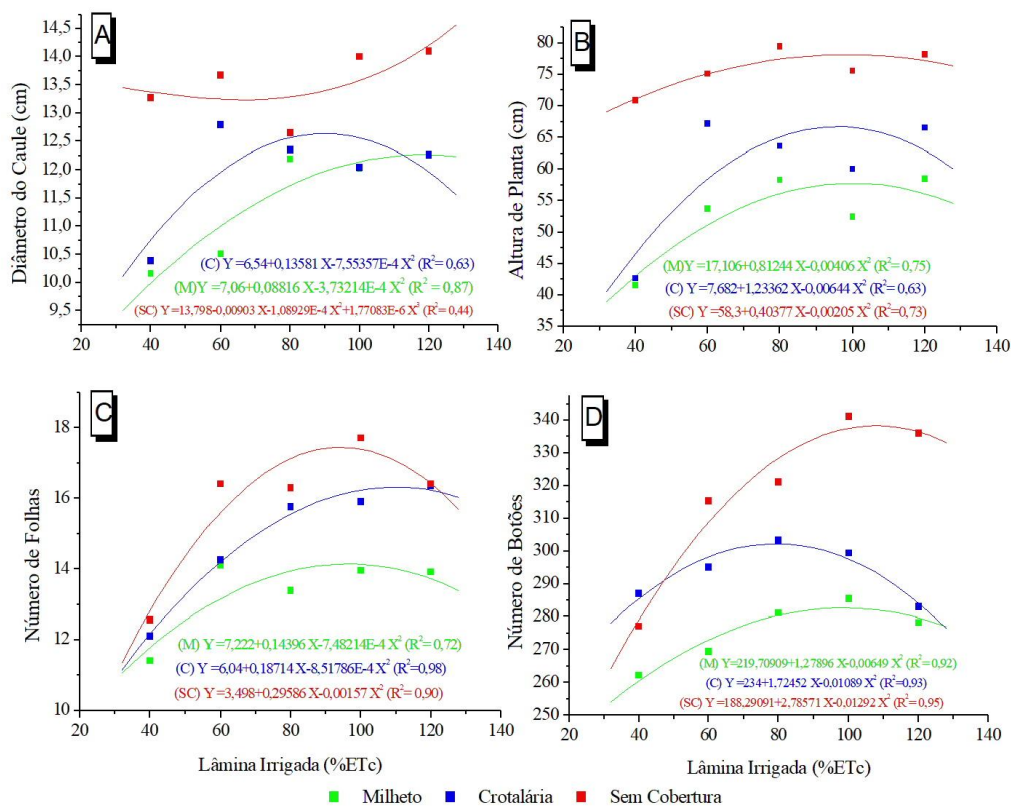 A
Diâmetro do Caule (cm)
14,5
14,0
13,5
13,0
12,5
12,0
11,5
11,0
10,5
10,0
9,5
(C) Y =6,54+0,13581 X-7,55357E-4 X² (R²= 0,63)
(M)Y =7,06+0,08816 X-3,73214E-4 X² (R²= 0,87)
(SC) Y =13,798-0,00903 X-1,08929E-4 X²+1,77083E-6 X³ (R²= 0,44)
20 40 60 80 100 120 140
B
Altura de Planta (cm)
80
75
70
65
60
55
50
45
40
35
(M)Y =17,106+0,81244 X-0,00406 X² (R²= 0,75)
(C) Y =7,682+1,23362 X-0,00644 X² (R²= 0,63)
(SC) Y =58,3+0,40377 X-0,00205 X² (R²= 0,73)
20 40 60 80 100 120 140
C
Número de Folhas
18
16
14
12
10
(M) Y =7,222+0,14396 X-7,48214E-4 X² (R²= 0,72)
(C) Y =6,04+0,18714 X-8,51786E-4X² (R²=0,98)
(SC) Y =3,498+0,29586 X-0,00157 X² (R²= 0,90)
20 40 60 80 100 120 140
Lâmina Irrigada (%ETc)
D
Número de Botões
340
330
320
310
300
290
280
270
260
250
(M) Y =219,70909+1,27896 X-0,00649 X² (R²=0,92)
(C) Y =234+1,72452 X-0,01089 X² (R²=0,93)
(SC) Y =188,29091+2,78571 X-0,01292 X² (R²=0,95)
20 40 60 80 100 120 140
Lâmina Irrigada (%ETc)
Milheto Crotalária Sem Cobertura